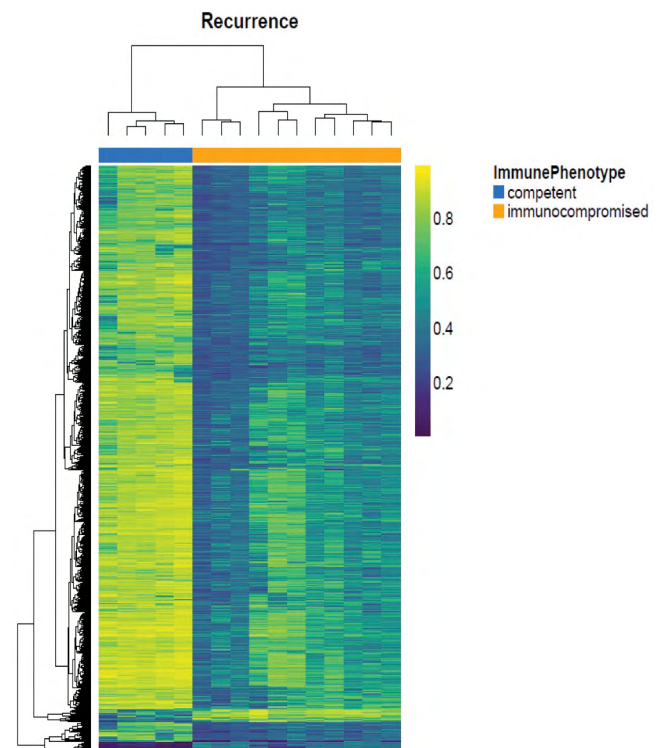 Recurrence
ImmunePhenotype
competent
immunocompromised
0.8
0.6
0.4
0.2